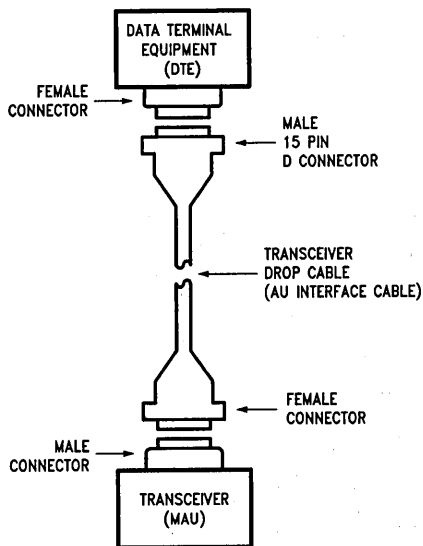 DATA TERMINAL
EQUIPMENT
(DTE)
FEMALE
CONNECTOR
MALE
15 PIN
D CONNECTOR
TRANSCEIVER
DROP CABLE
(AU INTERFACE CABLE)
FEMALE
CONNECTOR
MALE
CONNECTOR
TRANSCEIVER
(MAU)